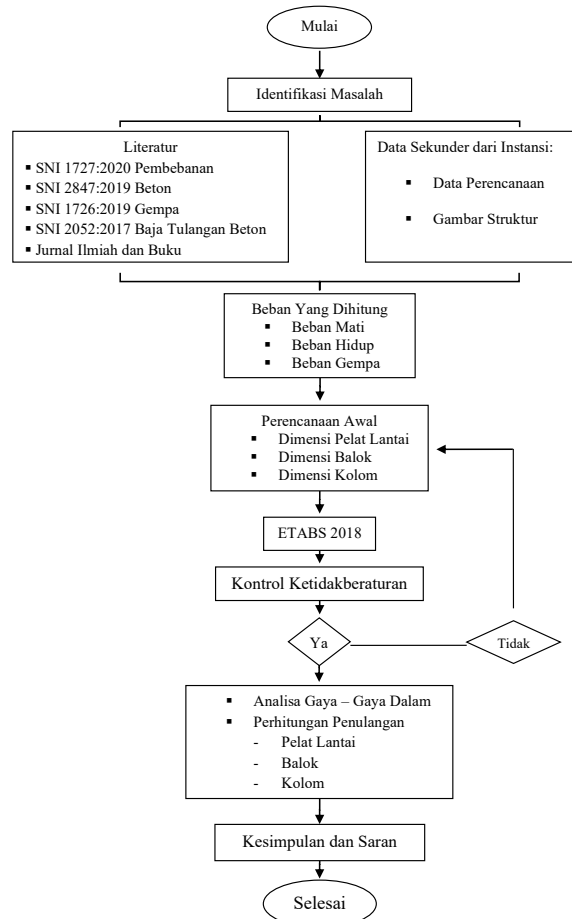 Mulai
Identifikasi Masalah
Literatur
▪ SNI 1727:2020 Pembebanan
▪ SNI 2847:2019 Beton
▪ SNI 1726:2019 Gempa
▪ SNI 2052:2017 Baja Tulangan Beton
▪ Jurnal Ilmiah dan Buku
Data Sekunder dari Instansi:
▪ Data Perencanaan
▪ Gambar Struktur
Beban Yang Dihitung
▪ Beban Mati
▪ Beban Hidup
▪ Beban Gempa
Perencanaan Awal
▪ Dimensi Pelat Lantai
▪ Dimensi Balok
▪ Dimensi Kolom
ETABS 2018
Kontrol Ketidakberaturan
Ya
Tidak
▪ Analisa Gaya – Gaya Dalam
▪ Perhitungan Penulangan
- Pelat Lantai
- Balok
- Kolom
Kesimpulan dan Saran
Selesai